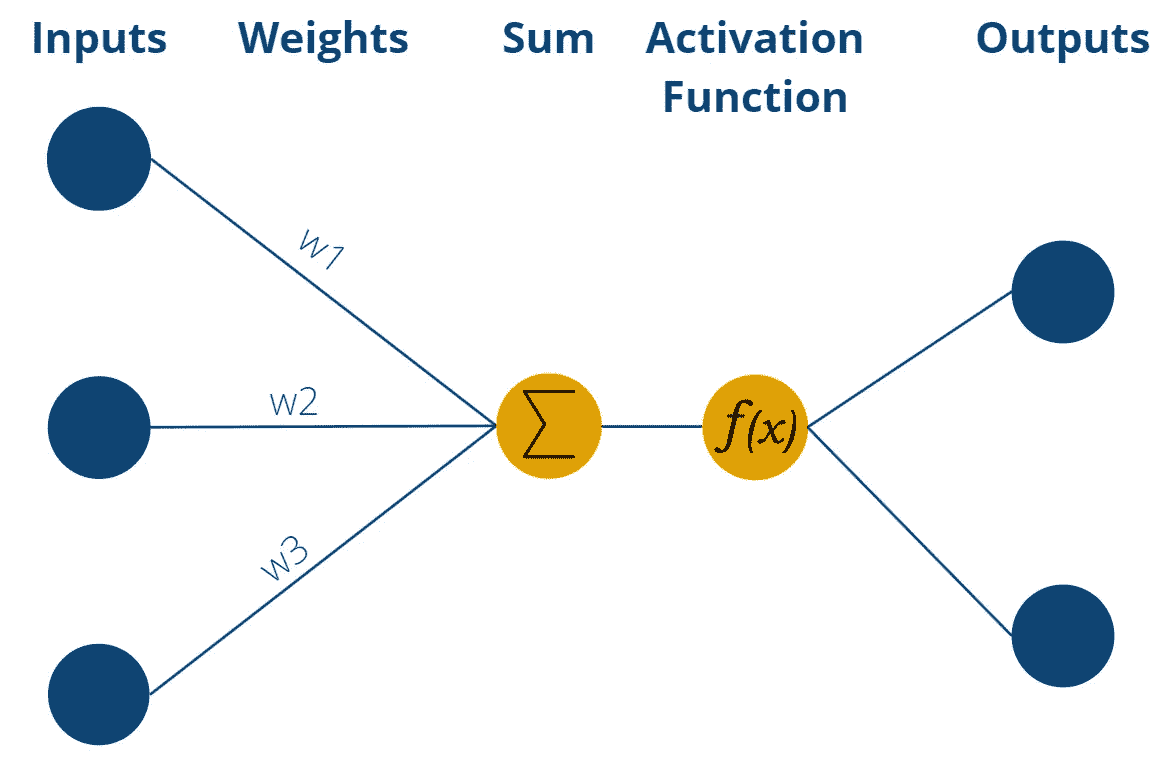 Inputs
Weights
Sum
Activation
Function
Outputs
w1
w2
w3
∑
f(x)